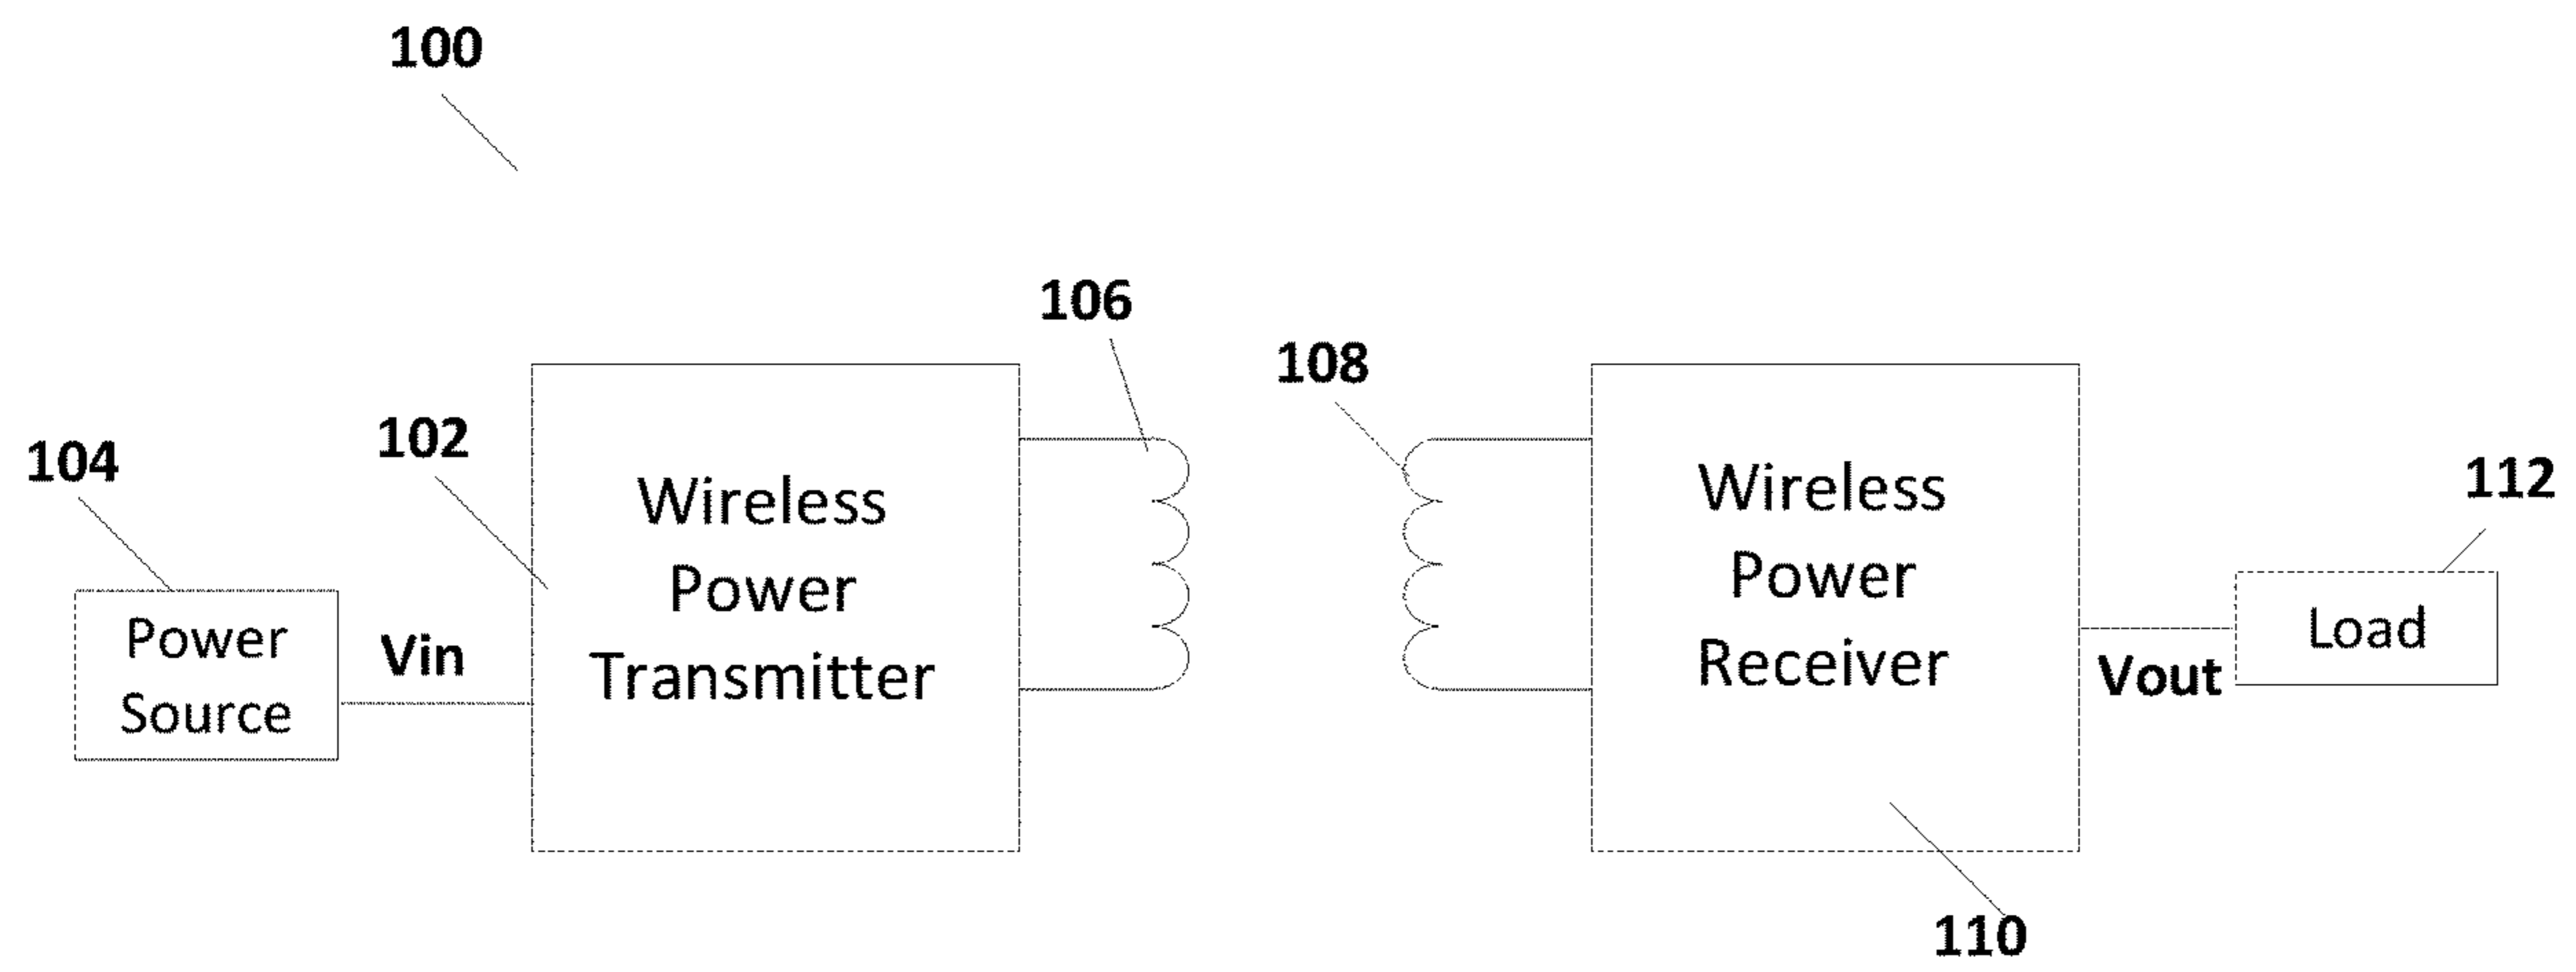 100
106
108
104
102
112
Power
Source
Vin
Wireless
Power
Transmitter
Wireless
Power
Receiver
Vout
Load
110